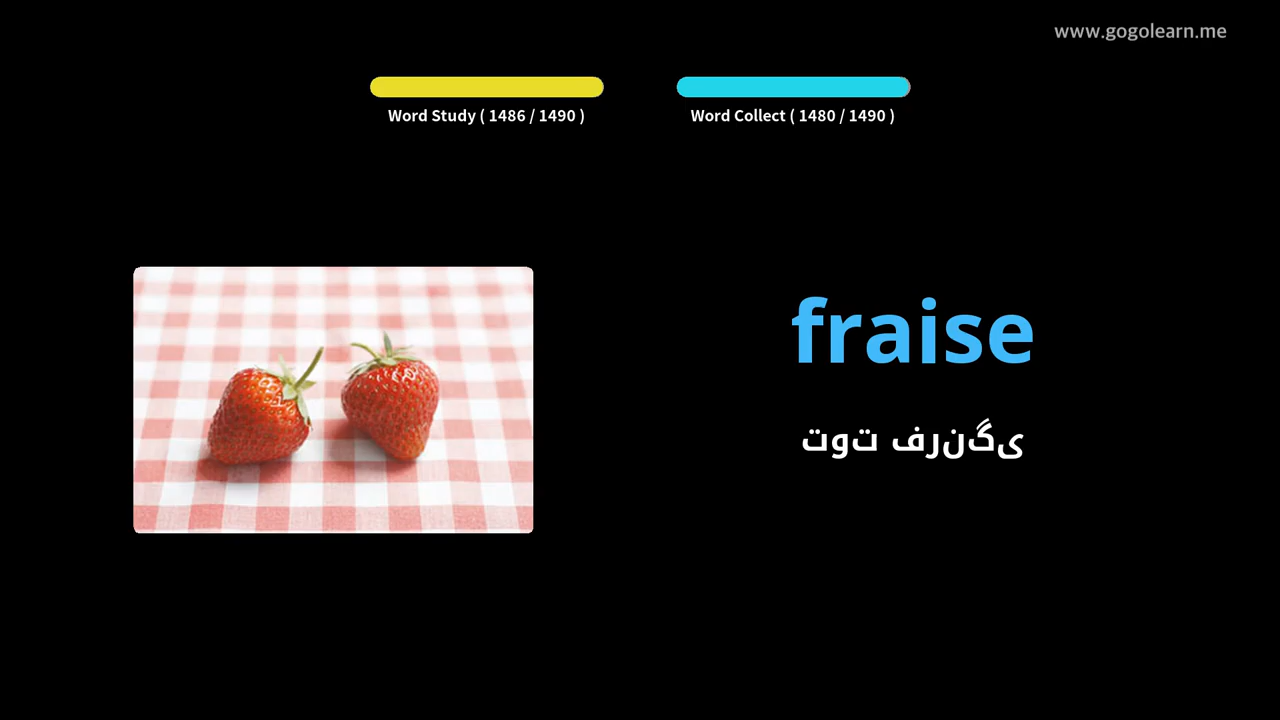 www.gogolearn.me
Word Study ( 1486 / 1490 )
Word Collect ( 1480 / 1490 )
fraise
توت فرنگی